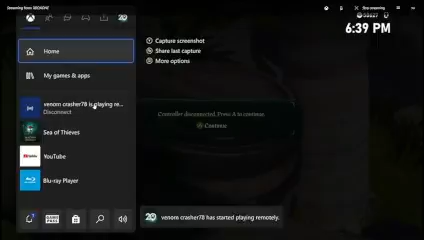 Streaming from XBOXONE
Stop streaming
6:39 PM
Home
My games & apps
venom crasher78 is playing re...
Disconnect
Sea of Thieves
YouTube
Blu-ray Player
Capture screenshot
Share last capture
More options
Controller disconnected. Press A to continue.
Continue
venom crasher78 has started playing remotely.